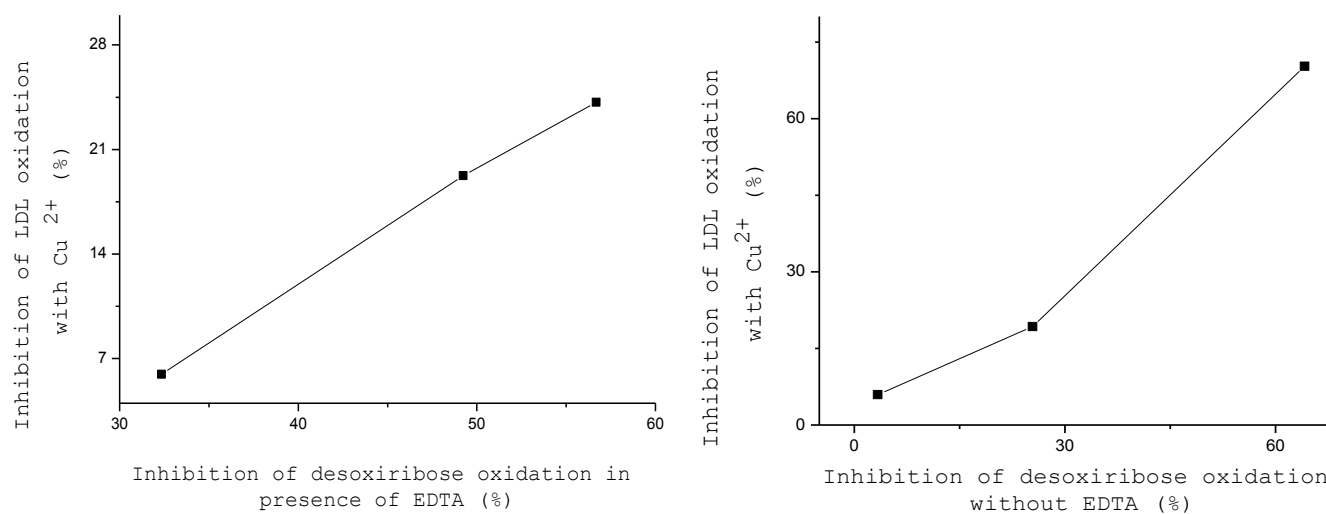 Inhibition of LDL oxidation
with Cu 2+ (%)
28
21
14
7
30
40
50
60
Inhibition of desoxiribose oxidation in
presence of EDTA (%)
Inhibition of LDL oxidation
with Cu2+ (%)
60
30
0
0
30
60
Inhibition of desoxiribose oxidation
without EDTA (%)